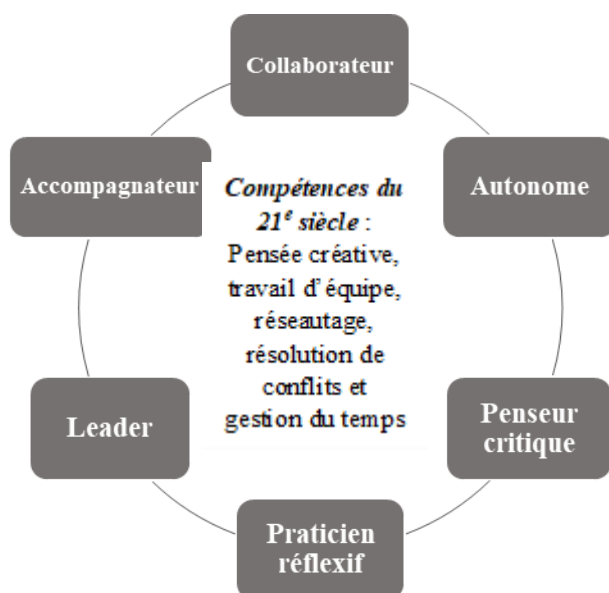 Collaborateur
Accompagnateur
Autonome
Compétences du
21e siècle :
Pensée créative,
travail d'équipe,
réseautage,
résolution de
conflits et
gestion du temps
Leader
Penseur
critique
Praticien
réflexif